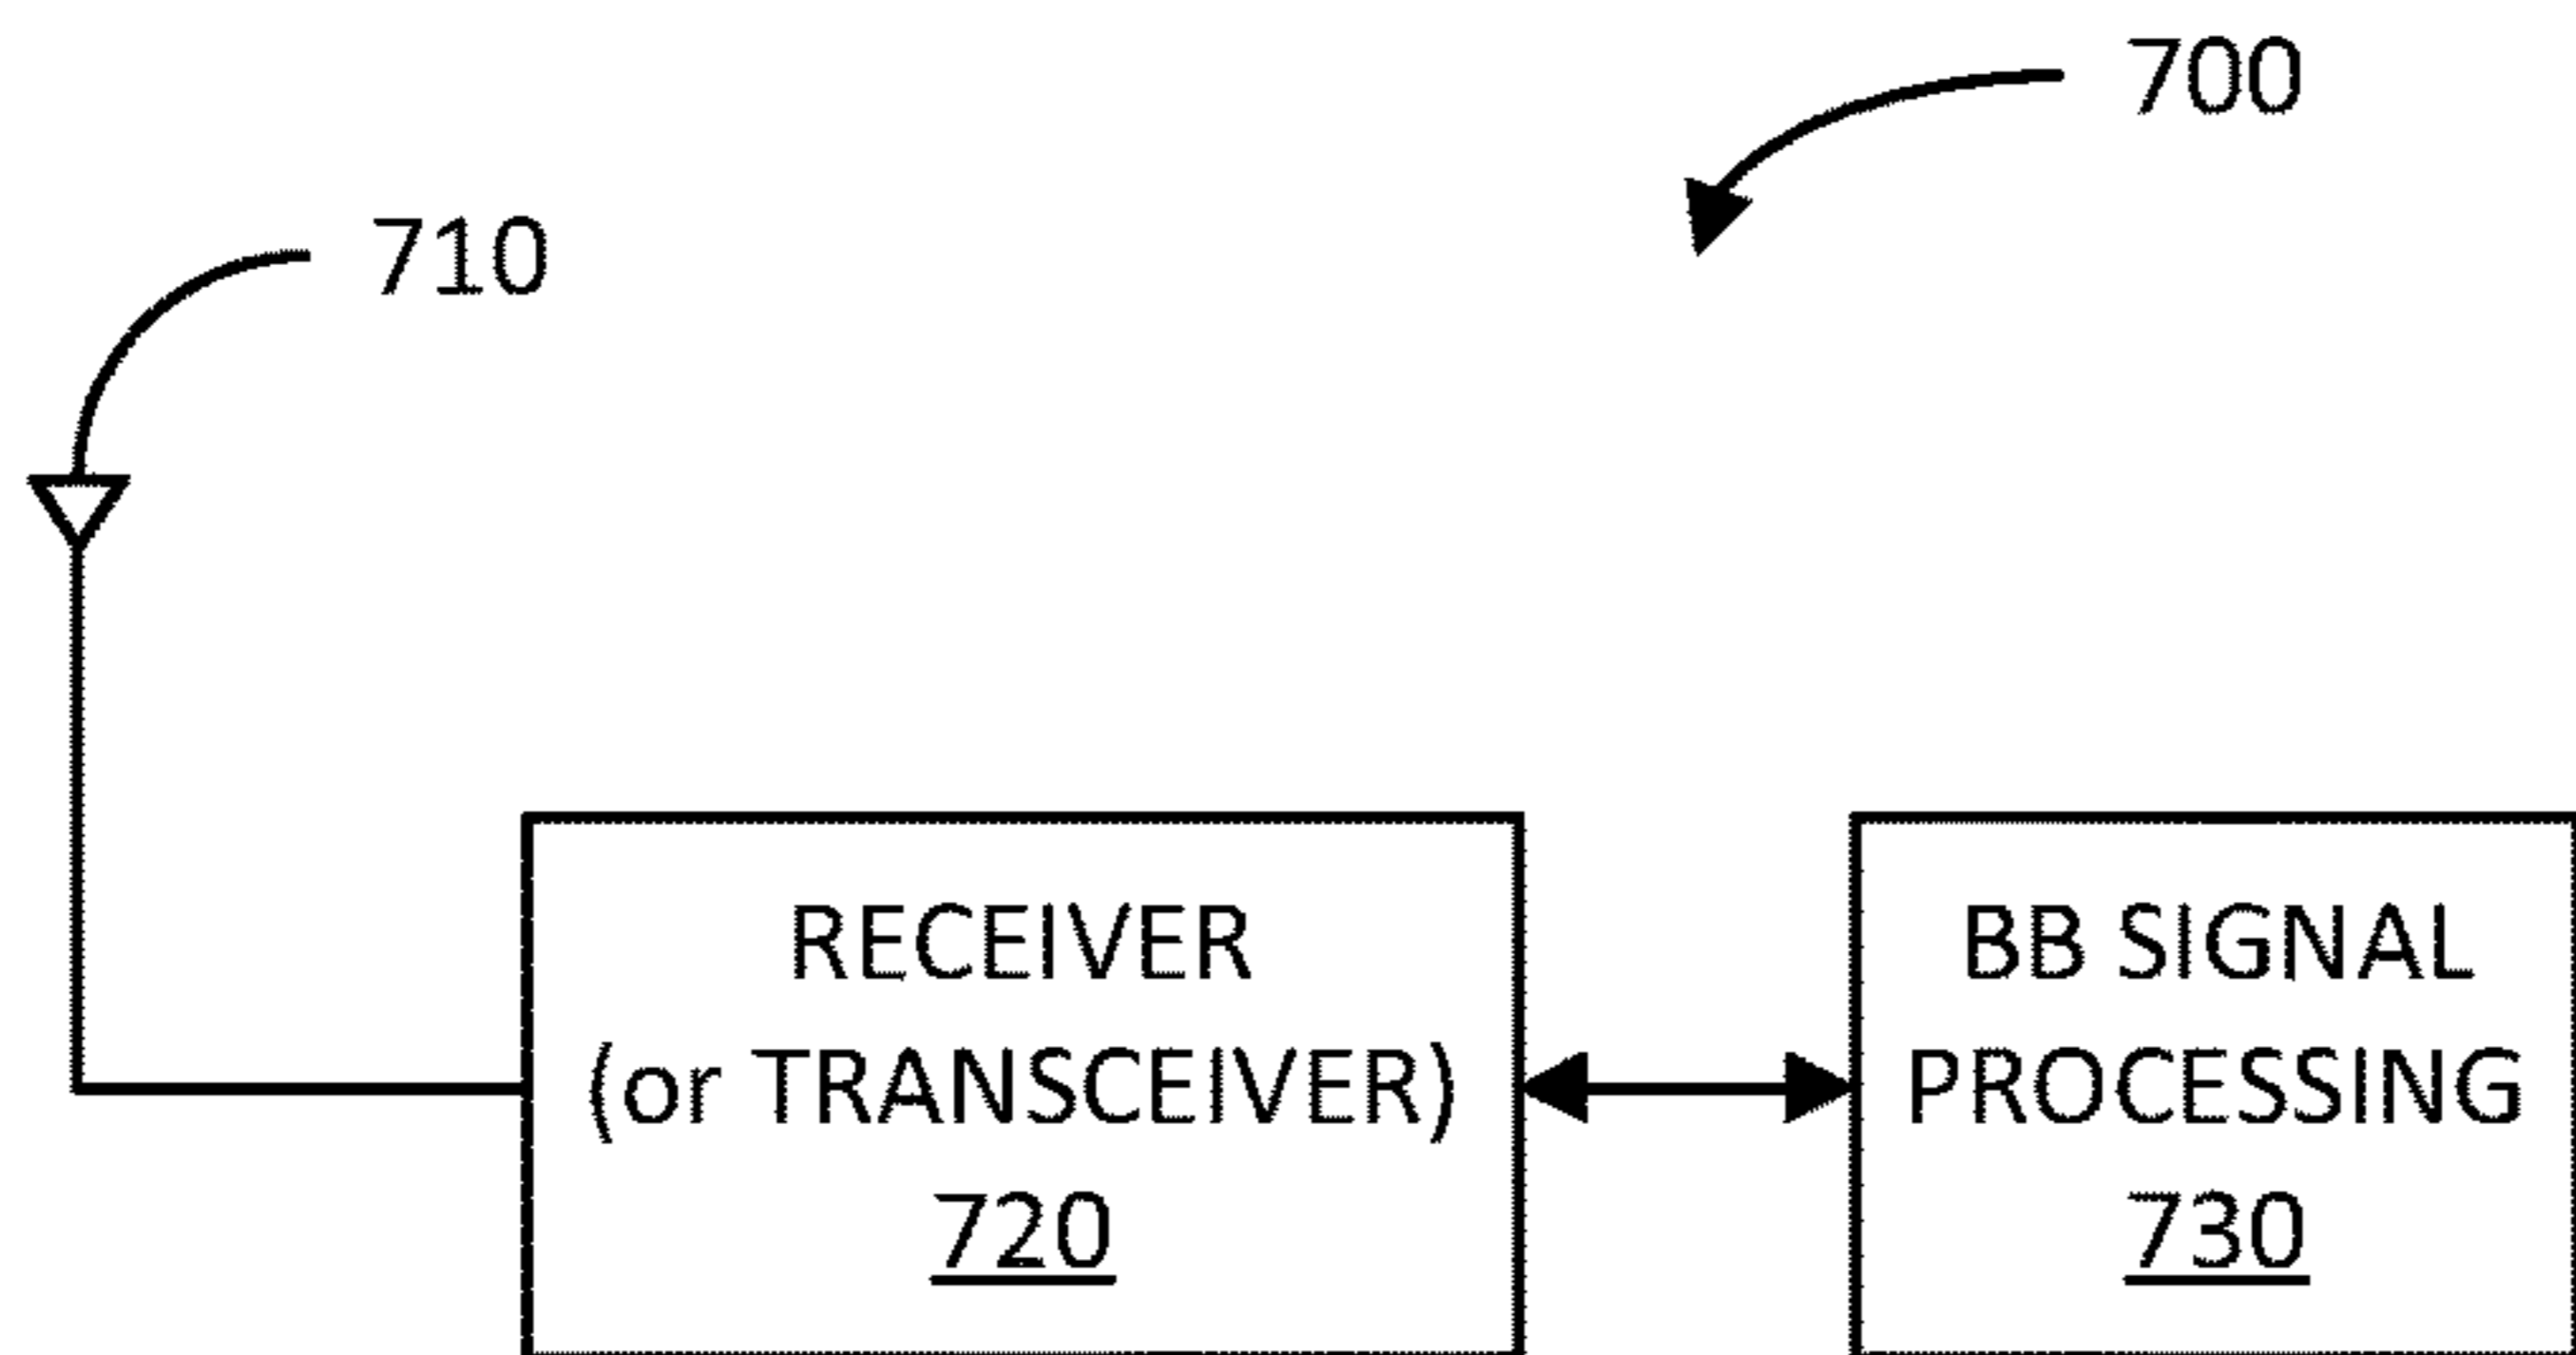 700
710
RECEIVER
(or TRANSCEIVER)
720
BB SIGNAL
PROCESSING
730